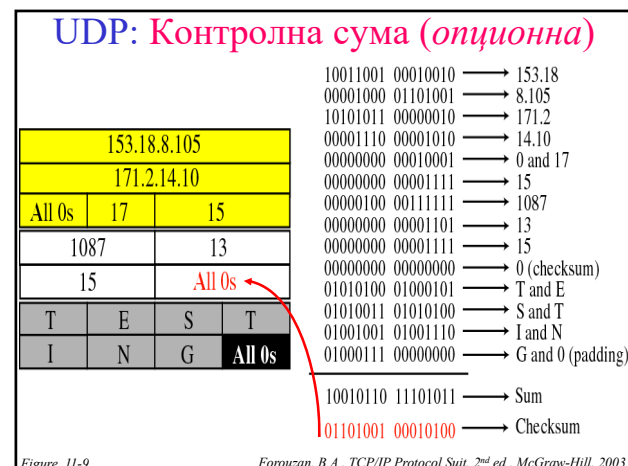 UDP: Контролна сума (опционна)
153.18.8.105
171.2.14.10
All 0s 17 15
1087 13
15 All 0s
T E S T
I N G All 0s
10011001 00010010 → 153.18
00001000 01101001 → 8.105
10101011 00000010 → 171.2
00001110 00001010 → 14.10
00000000 00010001 → 0 and 17
00000000 00001111 → 15
00000100 00111111 → 1087
00000000 00001101 → 13
00000000 00001111 → 15
00000000 00000000 → 0 (checksum)
01010100 01000101 → T and E
01010011 01010100 → S and T
01001001 01001110 → I and N
01000111 00000000 → G and 0 (padding)
10010110 11101011 → Sum
01101001 00010100 → Checksum
Figure 11-9 Forouzan, B.A., TCP/IP Protocol Suit, 2nd ed., McGraw-Hill, 2003